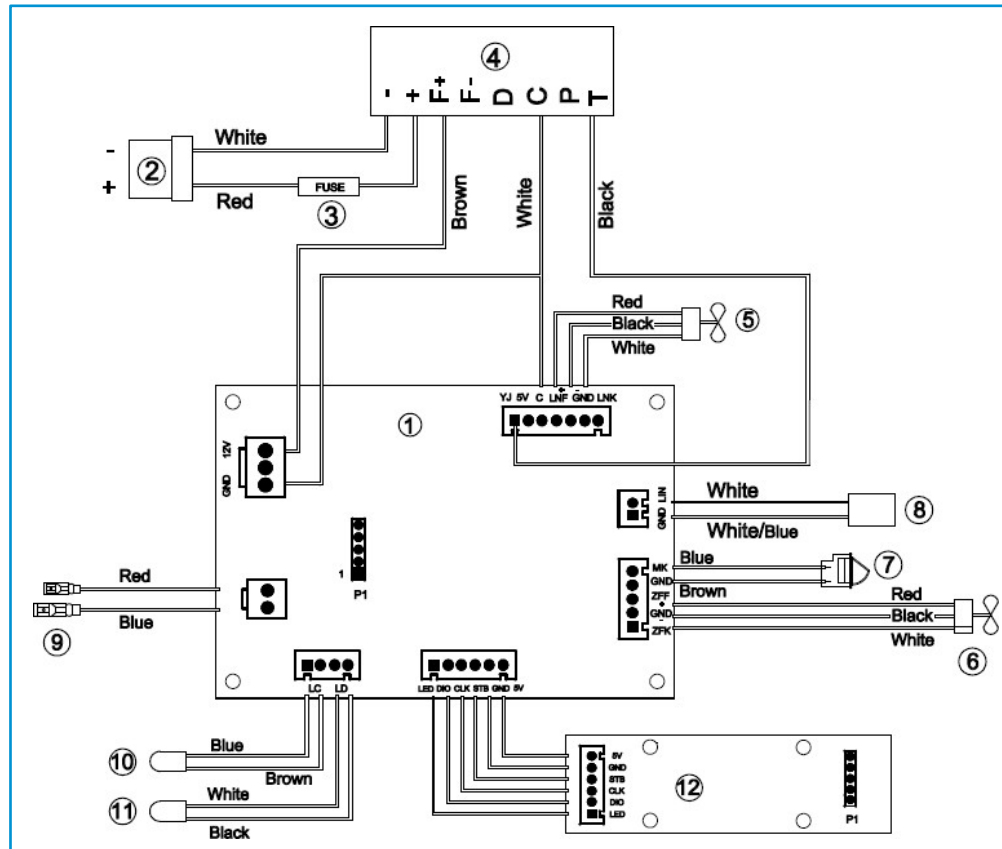 ④
- + F+ F- D C P T
White
-
②
+
FUSE
Red
③
Brown
White
Black
Red
Black
White
⑤
①
YJ 5V C LNF + - GND LNK
12V
GND
LIN
GND
White
White/Blue
⑧
1
P1
MK
GND
ZFF
+
GND
-
ZFK
Blue
Brown
⑦
Red
Black
White
⑥
Red
Blue
⑨
LC LD
LED DIO CLK STB GND 5V
⑩
Blue
Brown
⑪
White
Black
5V
GND
STB
CLK
DIO
LED
⑫
P1